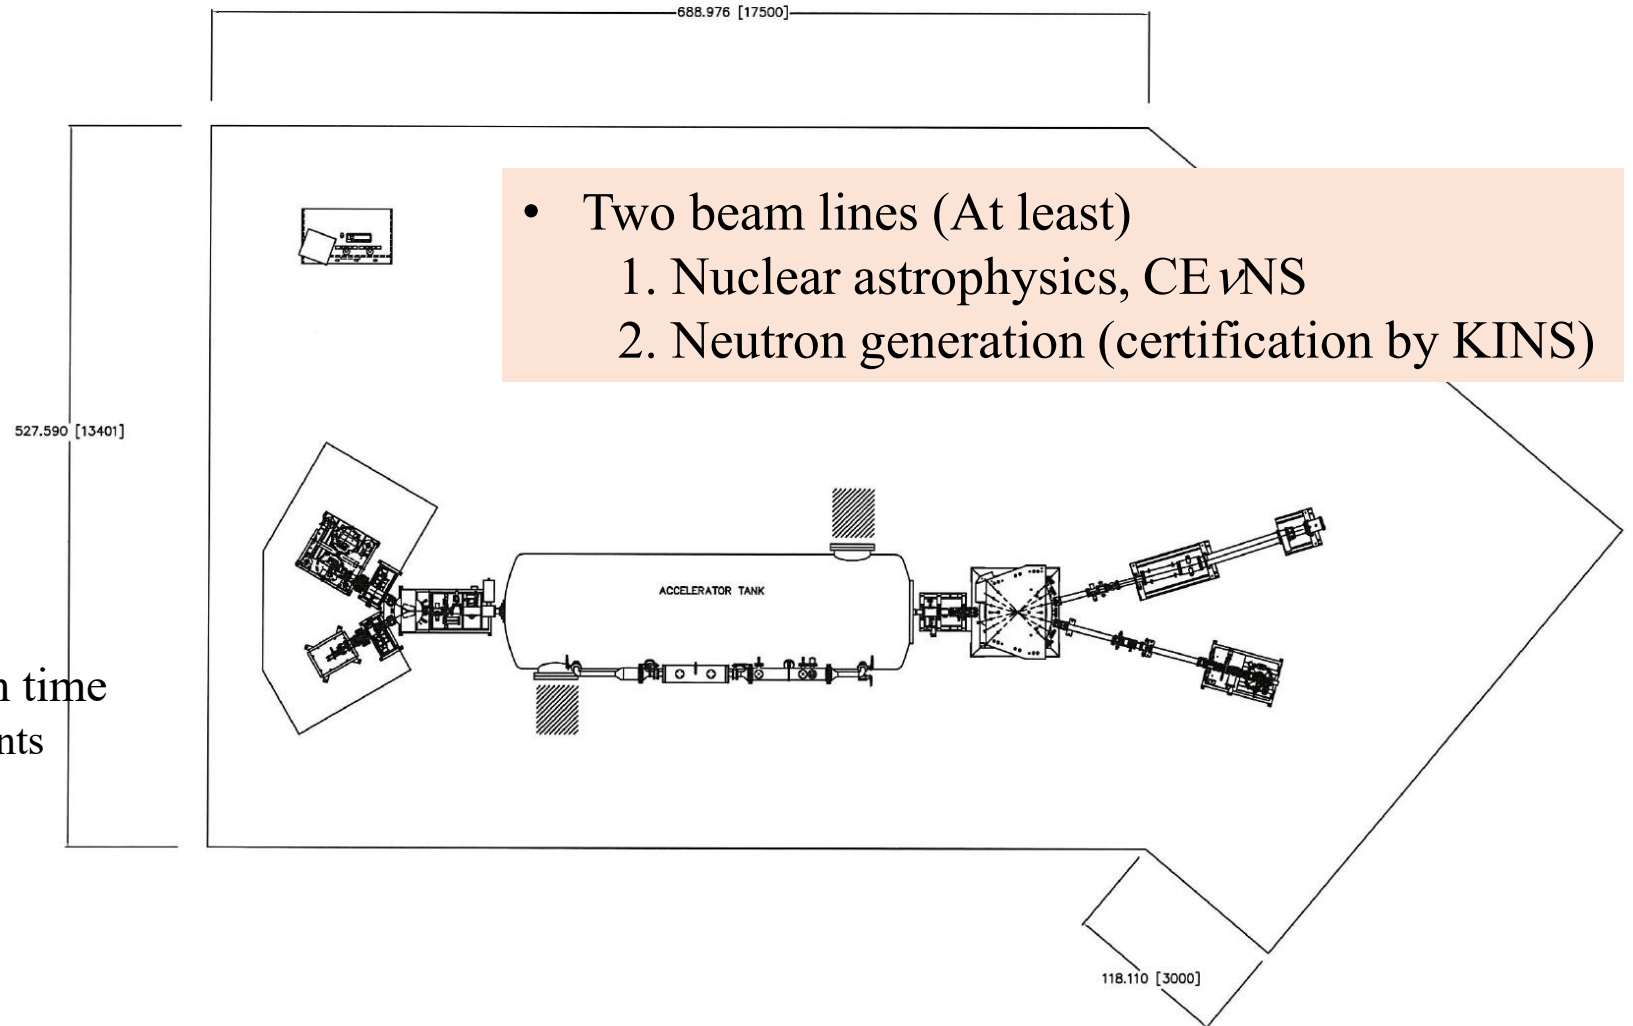 688.976 [17500]
• Two beam lines (At least)
1. Nuclear astrophysics, CEνNS
2. Neutron generation (certification by KINS)
527.590 [13401]
ACCELERATOR TANK
time
118.110 [3000]